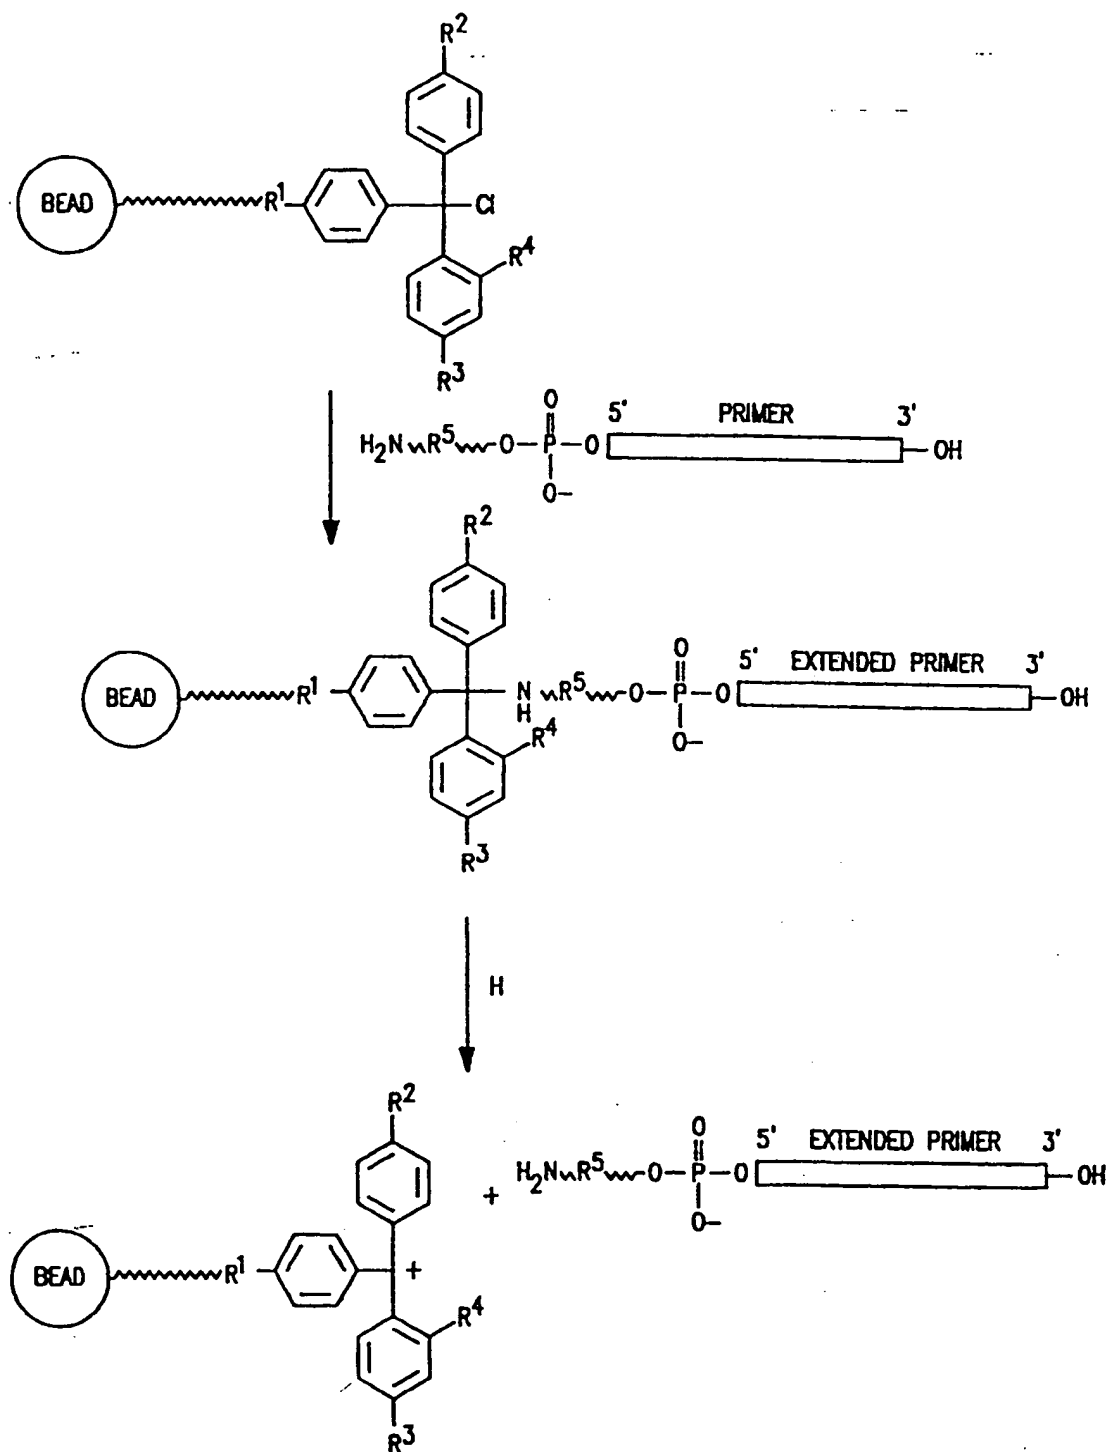 R2
BEAD
R1
Cl
R4
R3
O
5' PRIMER 3'
H2N R5 O-P-O OH
O-
R2
O
5' EXTENDED PRIMER 3'
BEAD
R1
N R5 O-P-O OH
H
R4
O-
R3
H
R2
O
5' EXTENDED PRIMER 3'
+ H2N R5 O-P-O OH
O-
BEAD
R1
+
R4
R3